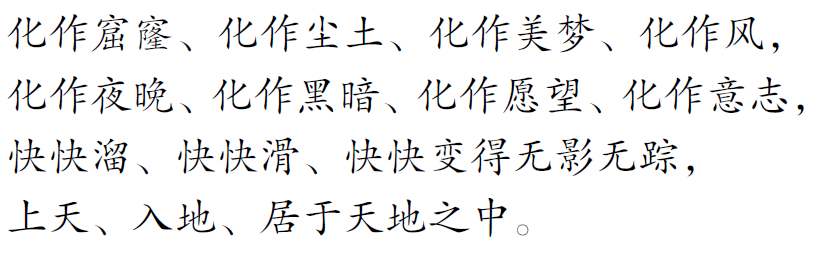 化作窟窿、化作尘土、化作美梦、化作风，
化作夜晚、化作黑暗、化作愿望、化作意志，
快快溜、快快滑、快快变得无影无踪，
上天、入地、居于天地之中。